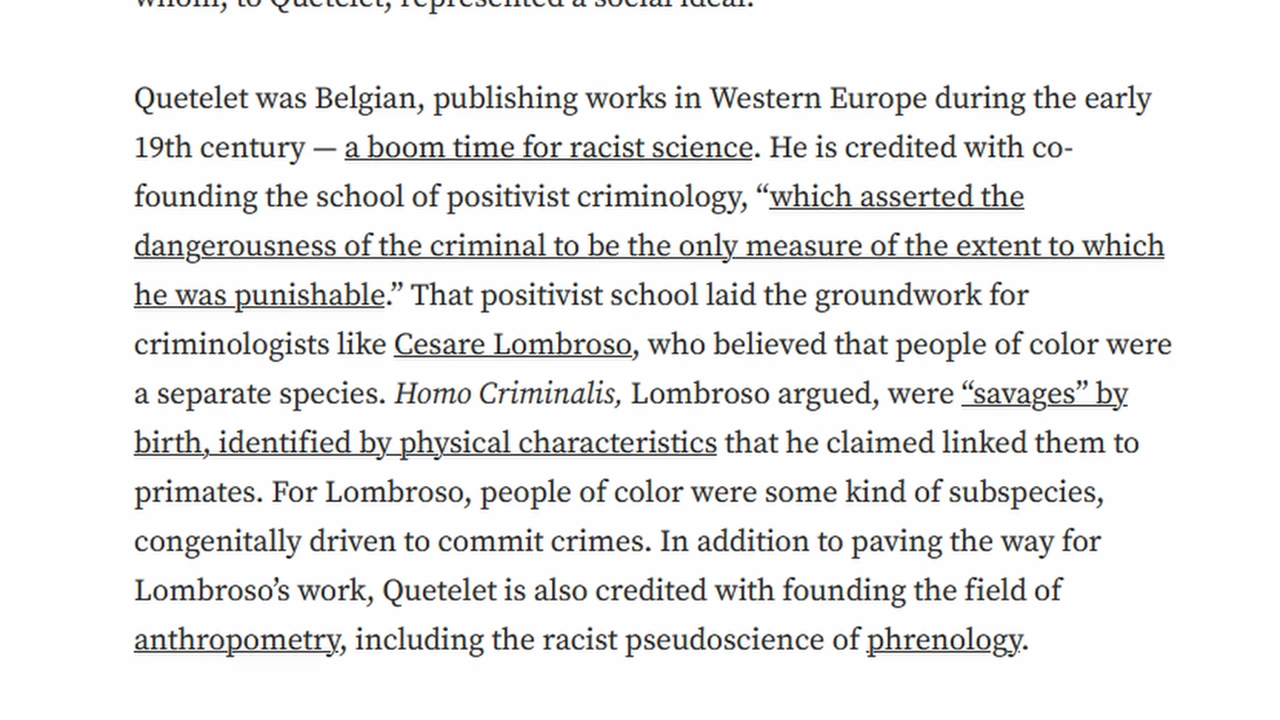 whom, to Quetelet, represented a social ideal.
Quetelet was Belgian, publishing works in Western Europe during the early
19th century — a boom time for racist science. He is credited with co-
founding the school of positivist criminology, “which asserted the
dangerousness of the criminal to be the only measure of the extent to which
he was punishable.” That positivist school laid the groundwork for
criminologists like Cesare Lombroso, who believed that people of color were
a separate species. Homo Criminalis, Lombroso argued, were “savages” by
birth, identified by physical characteristics that he claimed linked them to
primates. For Lombroso, people of color were some kind of subspecies,
congenitally driven to commit crimes. In addition to paving the way for
Lombroso’s work, Quetelet is also credited with founding the field of
anthropometry, including the racist pseudoscience of phrenology.